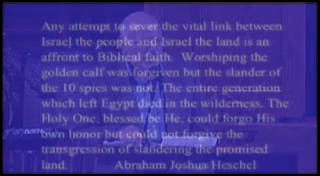 Any attempt to sever the vital link between
Israel the people and Israel the land is an
affront to Biblical faith. Worshiping the
golden calf was forgiven but the slander of
the 10 spies was not. The entire generation
which left Egypt died in the wilderness. The
Holy One, blessed be He, could forgo His
own honor but could not forgive the
transgression of slandering the promised
land. Abraham Joshua Heschel